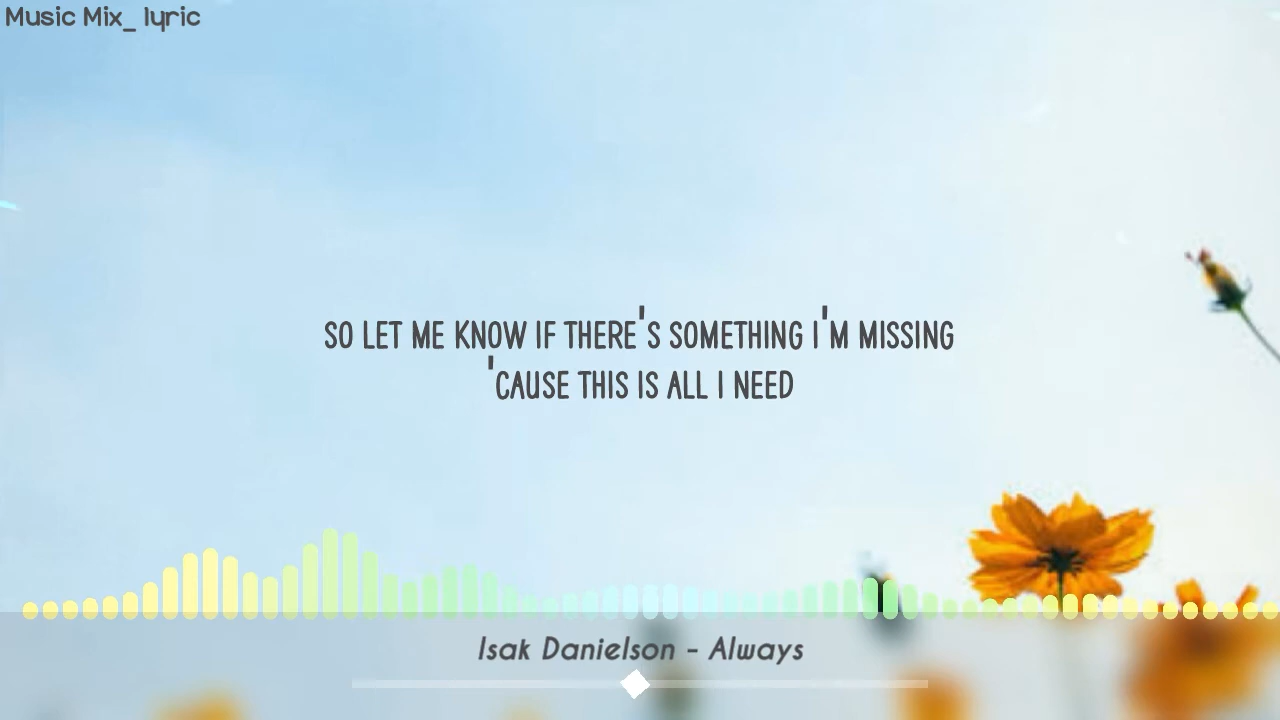 Music Mix_ lyric
SO LET ME KNOW IF THERE'S SOMETHING I'M MISSING
'CAUSE THIS IS ALL I NEED
Isak Danielson - Always